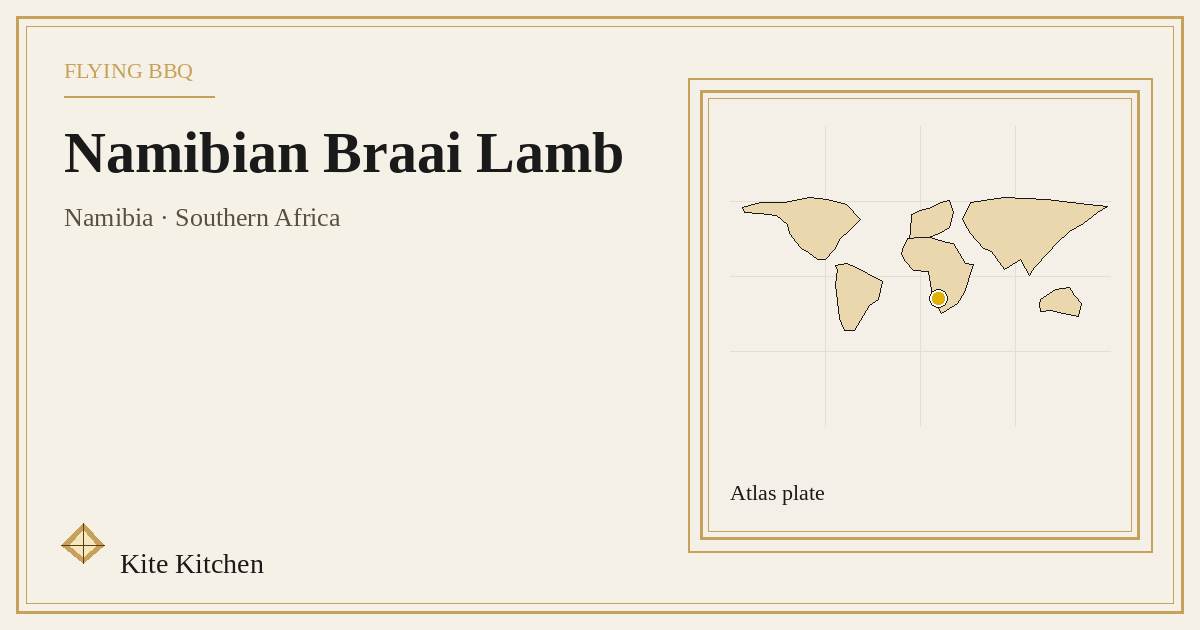 FLYING BBQ
Namibian Braai Lamb
Namibia · Southern Africa
Atlas plate
Kite Kitchen